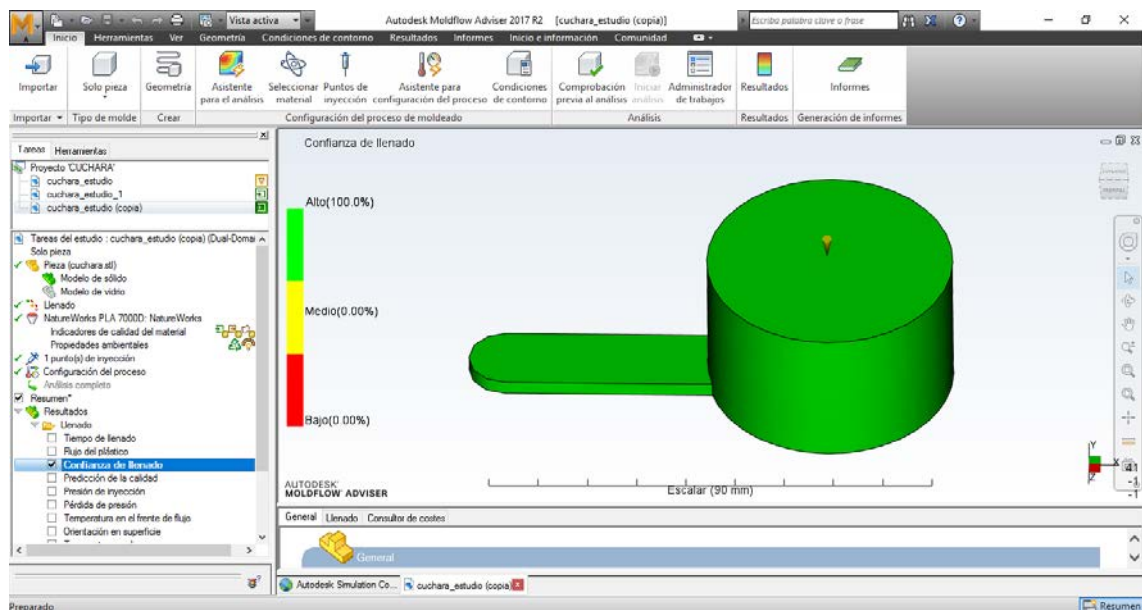 Vista activa
Autodesk Moldflow Adviser 2017 R2 [cuchara_estudio (copia)]
Escriba palabra clave o frase
Inicio Herramientas Ver Geometría Condiciones de contorno Resultados Informes Inicio e información Comunidad
Importar
Solo pieza
Geometría
Asistente para el análisis
Seleccionar material
Puntos de inyección
Asistente para configuración del proceso
Condiciones de contorno
Comprobación previa al análisis
Iniciar análisis
Administrador de trabajos
Resultados
Informes
Importar Tipo de molde Crear Configuración del proceso de moldeado Análisis Resultados Generación de informes
Tareas Herramientas
Proyecto 'CUCHARA'
cuchara_estudio
cuchara_estudio_1
cuchara_estudio (copia)
Tareas del estudio : cuchara_estudio (copia) (Dual-Domai
Solo pieza
Pieza (cuchara.stl)
Modelo de sólido
Modelo de vidrio
Llenado
NatureWorks PLA 7000D: NatureWorks
Indicadores de calidad del material
Propiedades ambientales
1 punto(s) de inyección
Configuración del proceso
Análisis completo
Resumen*
Resultados
Llenado
Tiempo de llenado
Flujo del plástico
Confianza de llenado
Predicción de la calidad
Presión de inyección
Pérdida de presión
Temperatura en el frente de flujo
Orientación en superficie
Confianza de llenado
Alto(100.0%)
Medio(0.00%)
Bajo(0.00%)
AUTODESK
MOLDFLOW ADVISER
Escalar (90 mm)
Y
X
Z
41
-1
-1
General Llenado Consultor de costes
General
Autodesk Simulation Co... cuchara_estudio (copia)
Preparado
Resumen